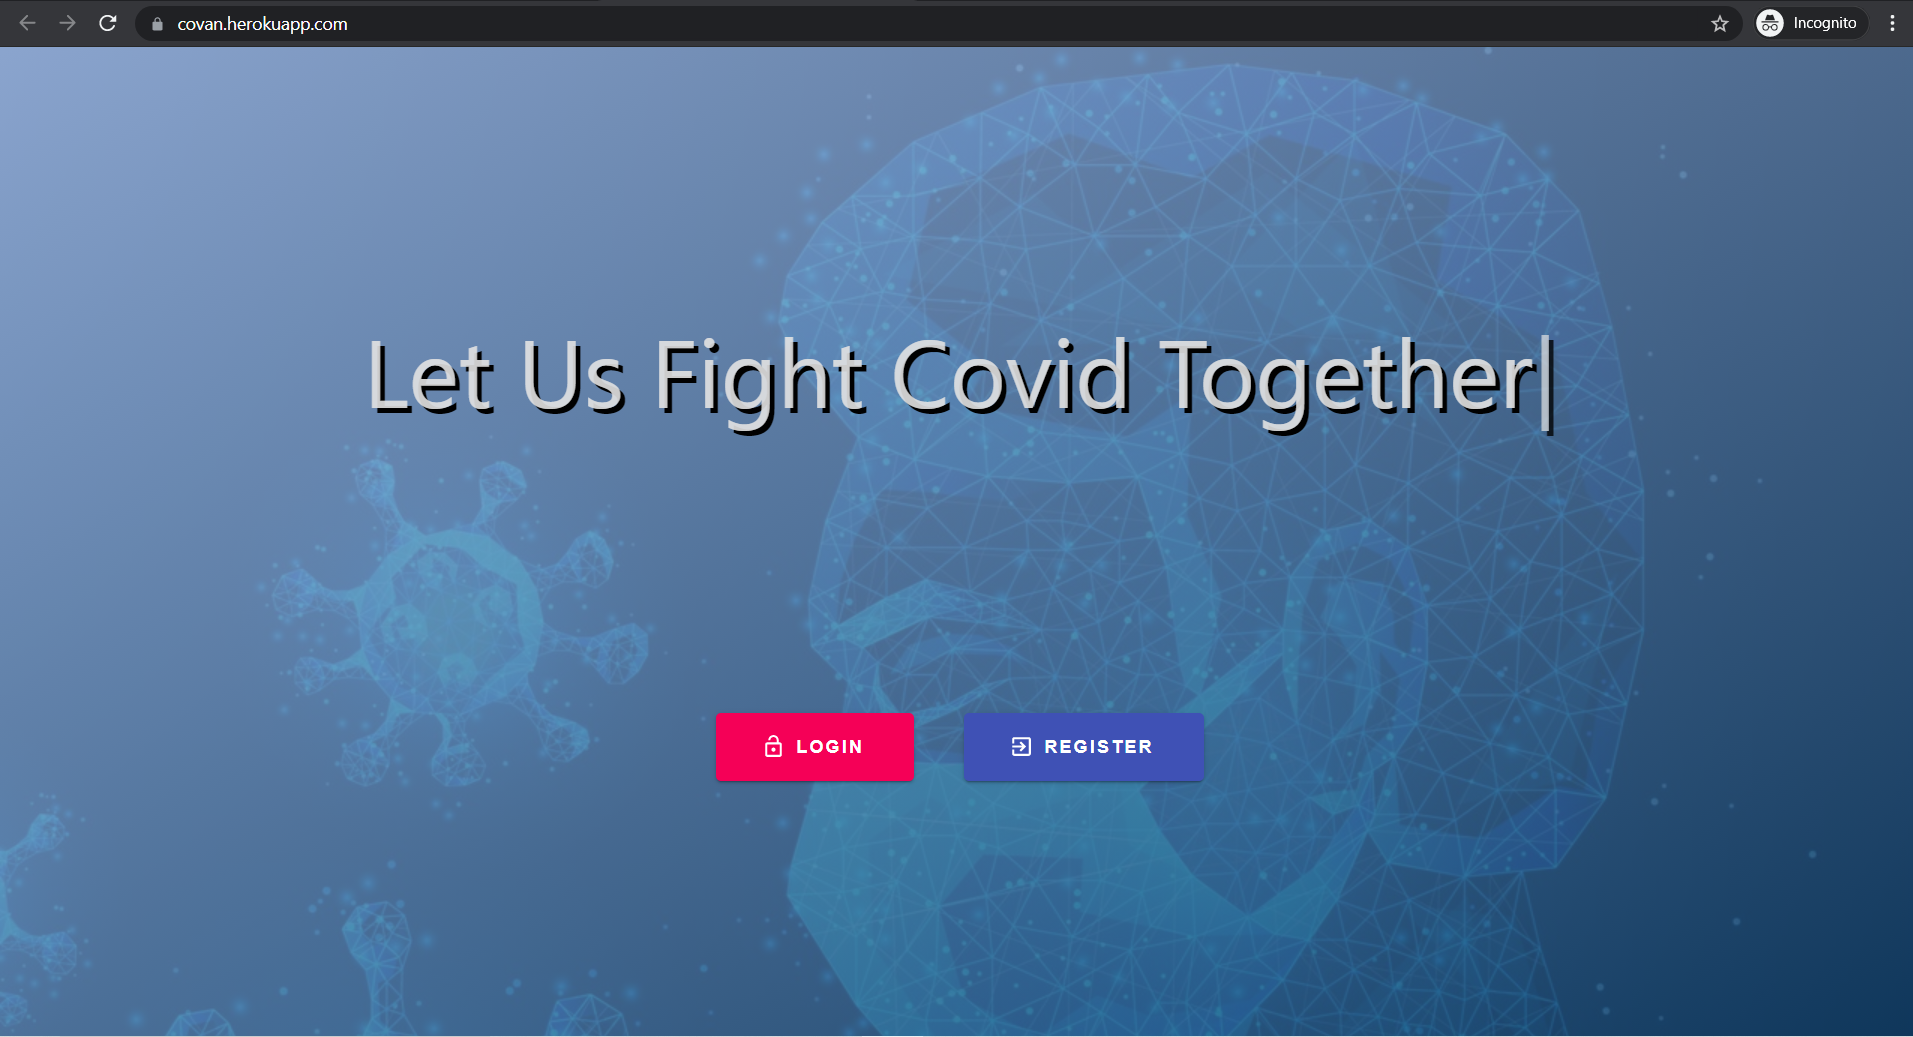 covan.herokuapp.com
Incognito
Let Us Fight Covid Together|
LOGIN
REGISTER